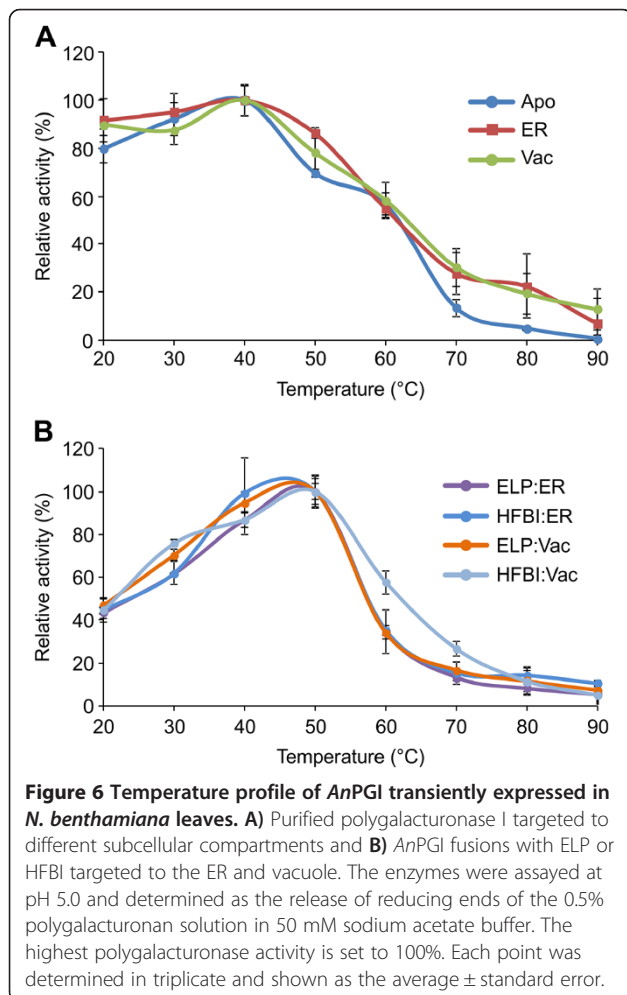 A
Relative activity (%)
120
100
80
60
40
20
0
Apo
ER
Vac
20 30 40 50 60 70 80 90
Temperature (°C)
B
Relative activity (%)
120
100
80
60
40
20
0
ELP:ER
HFBI:ER
ELP:Vac
HFBI:Vac
20 30 40 50 60 70 80 90
Temperature (°C)
Figure 6 Temperature profile of AnPGI transiently expressed in
N. benthamiana leaves. A) Purified polygalacturonase I targeted to
different subcellular compartments and B) AnPGI fusions with ELP or
HFBI targeted to the ER and vacuole. The enzymes were assayed at
pH 5.0 and determined as the release of reducing ends of the 0.5%
polygalacturonan solution in 50 mM sodium acetate buffer. The
highest polygalacturonase activity is set to 100%. Each point was
determined in triplicate and shown as the average ± standard error.